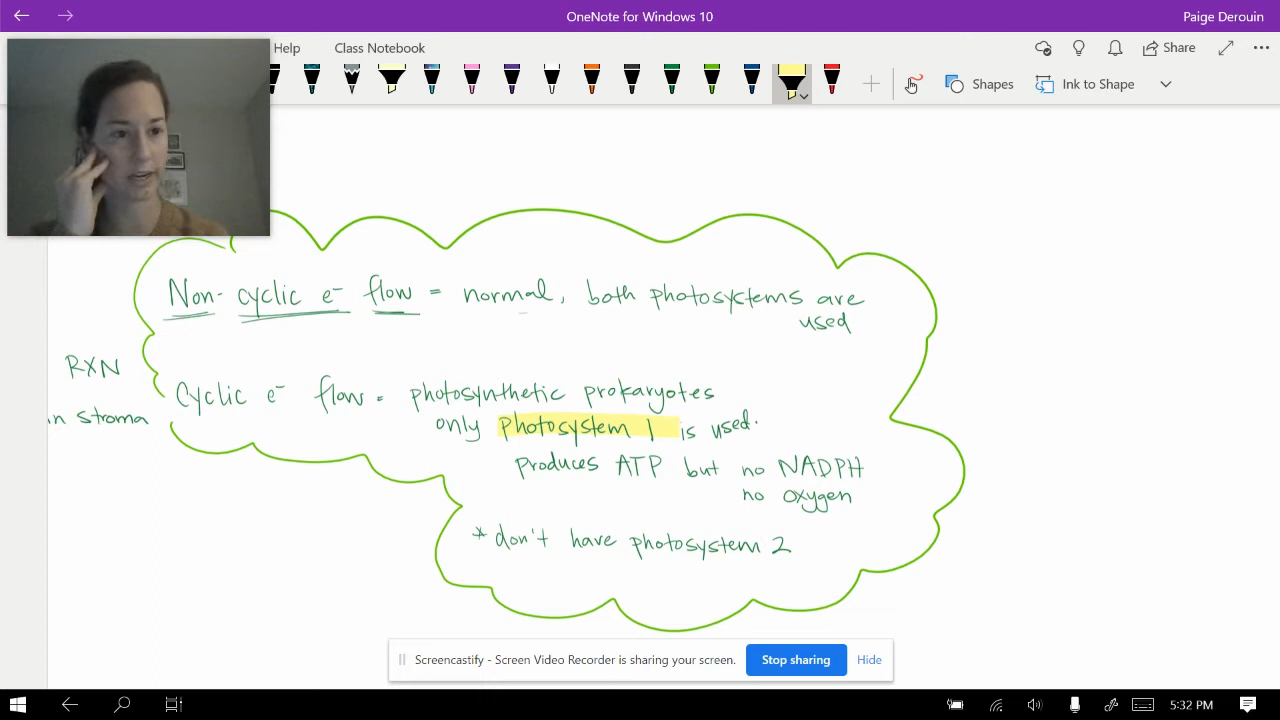 OneNote for Windows 10
Paige Derouin
Help
Class Notebook
Share
Shapes
Ink to Shape
Non-cyclic e⁻ flow = normal, both photosystems are
used
RXN
in stroma
Cyclic e⁻ flow = photosynthetic prokaryotes
only photosystem 1 is used.
produces ATP but no NADPH
no oxygen
*don't have photosystem 2
Screencastify - Screen Video Recorder is sharing your screen.
Stop sharing
Hide
5:32 PM